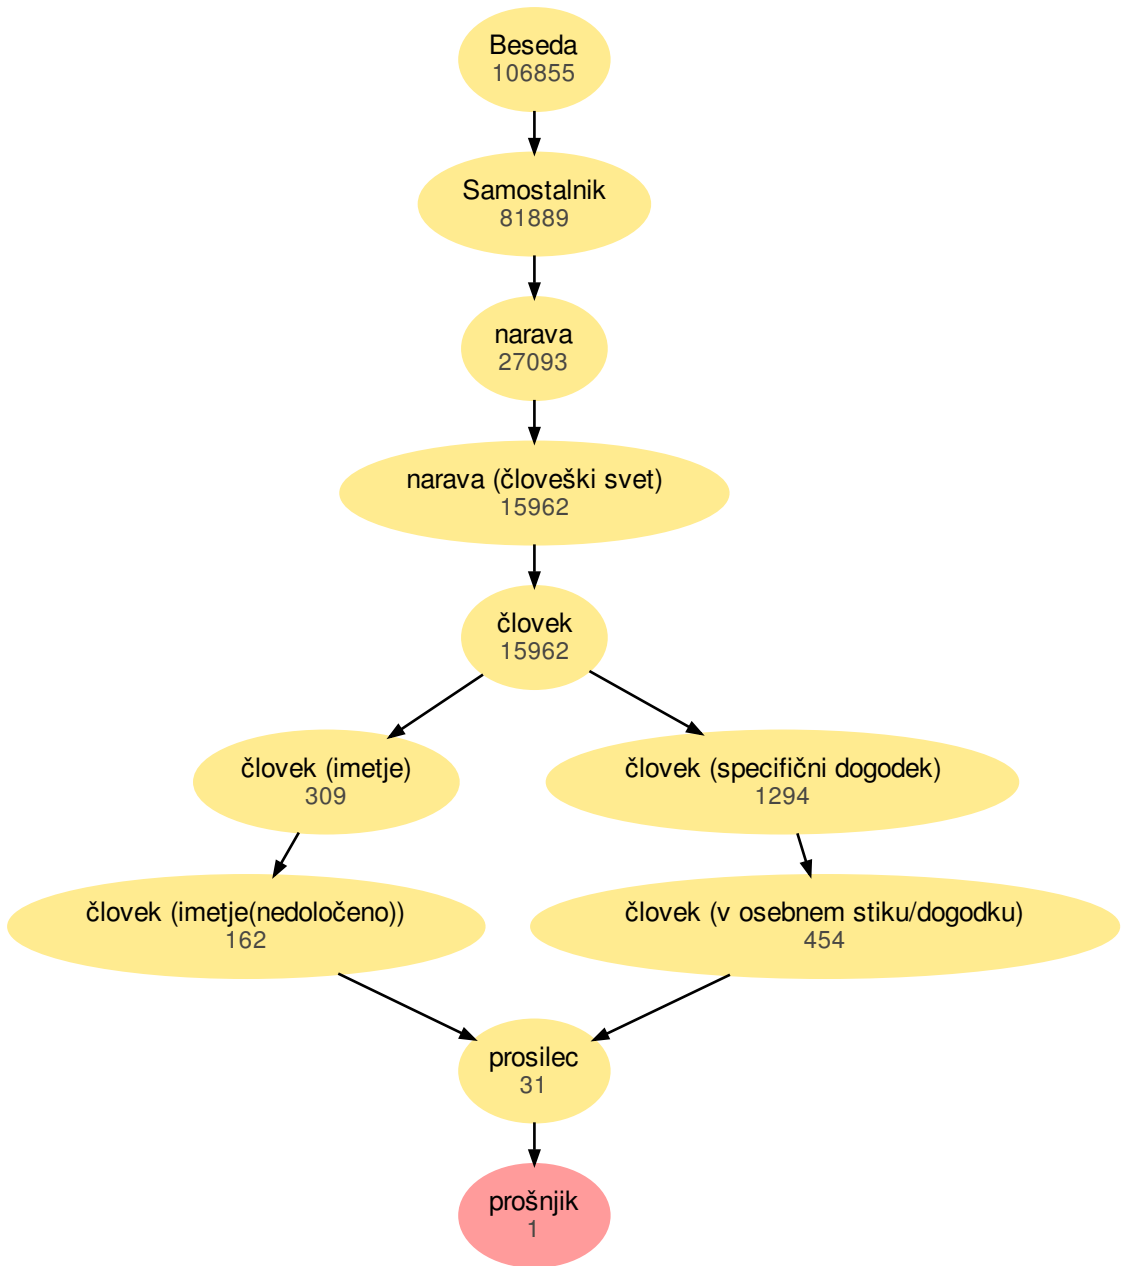 Beseda
106855
Samostalnik
81889
narava
27093
narava (človeški svet)
15962
človek
15962
človek (imetje)
309
človek (specifični dogodek)
1294
človek (imetje(nedoločeno))
162
človek (v osebnem stiku/dogodku)
454
prosilec
31
prošnjik
1